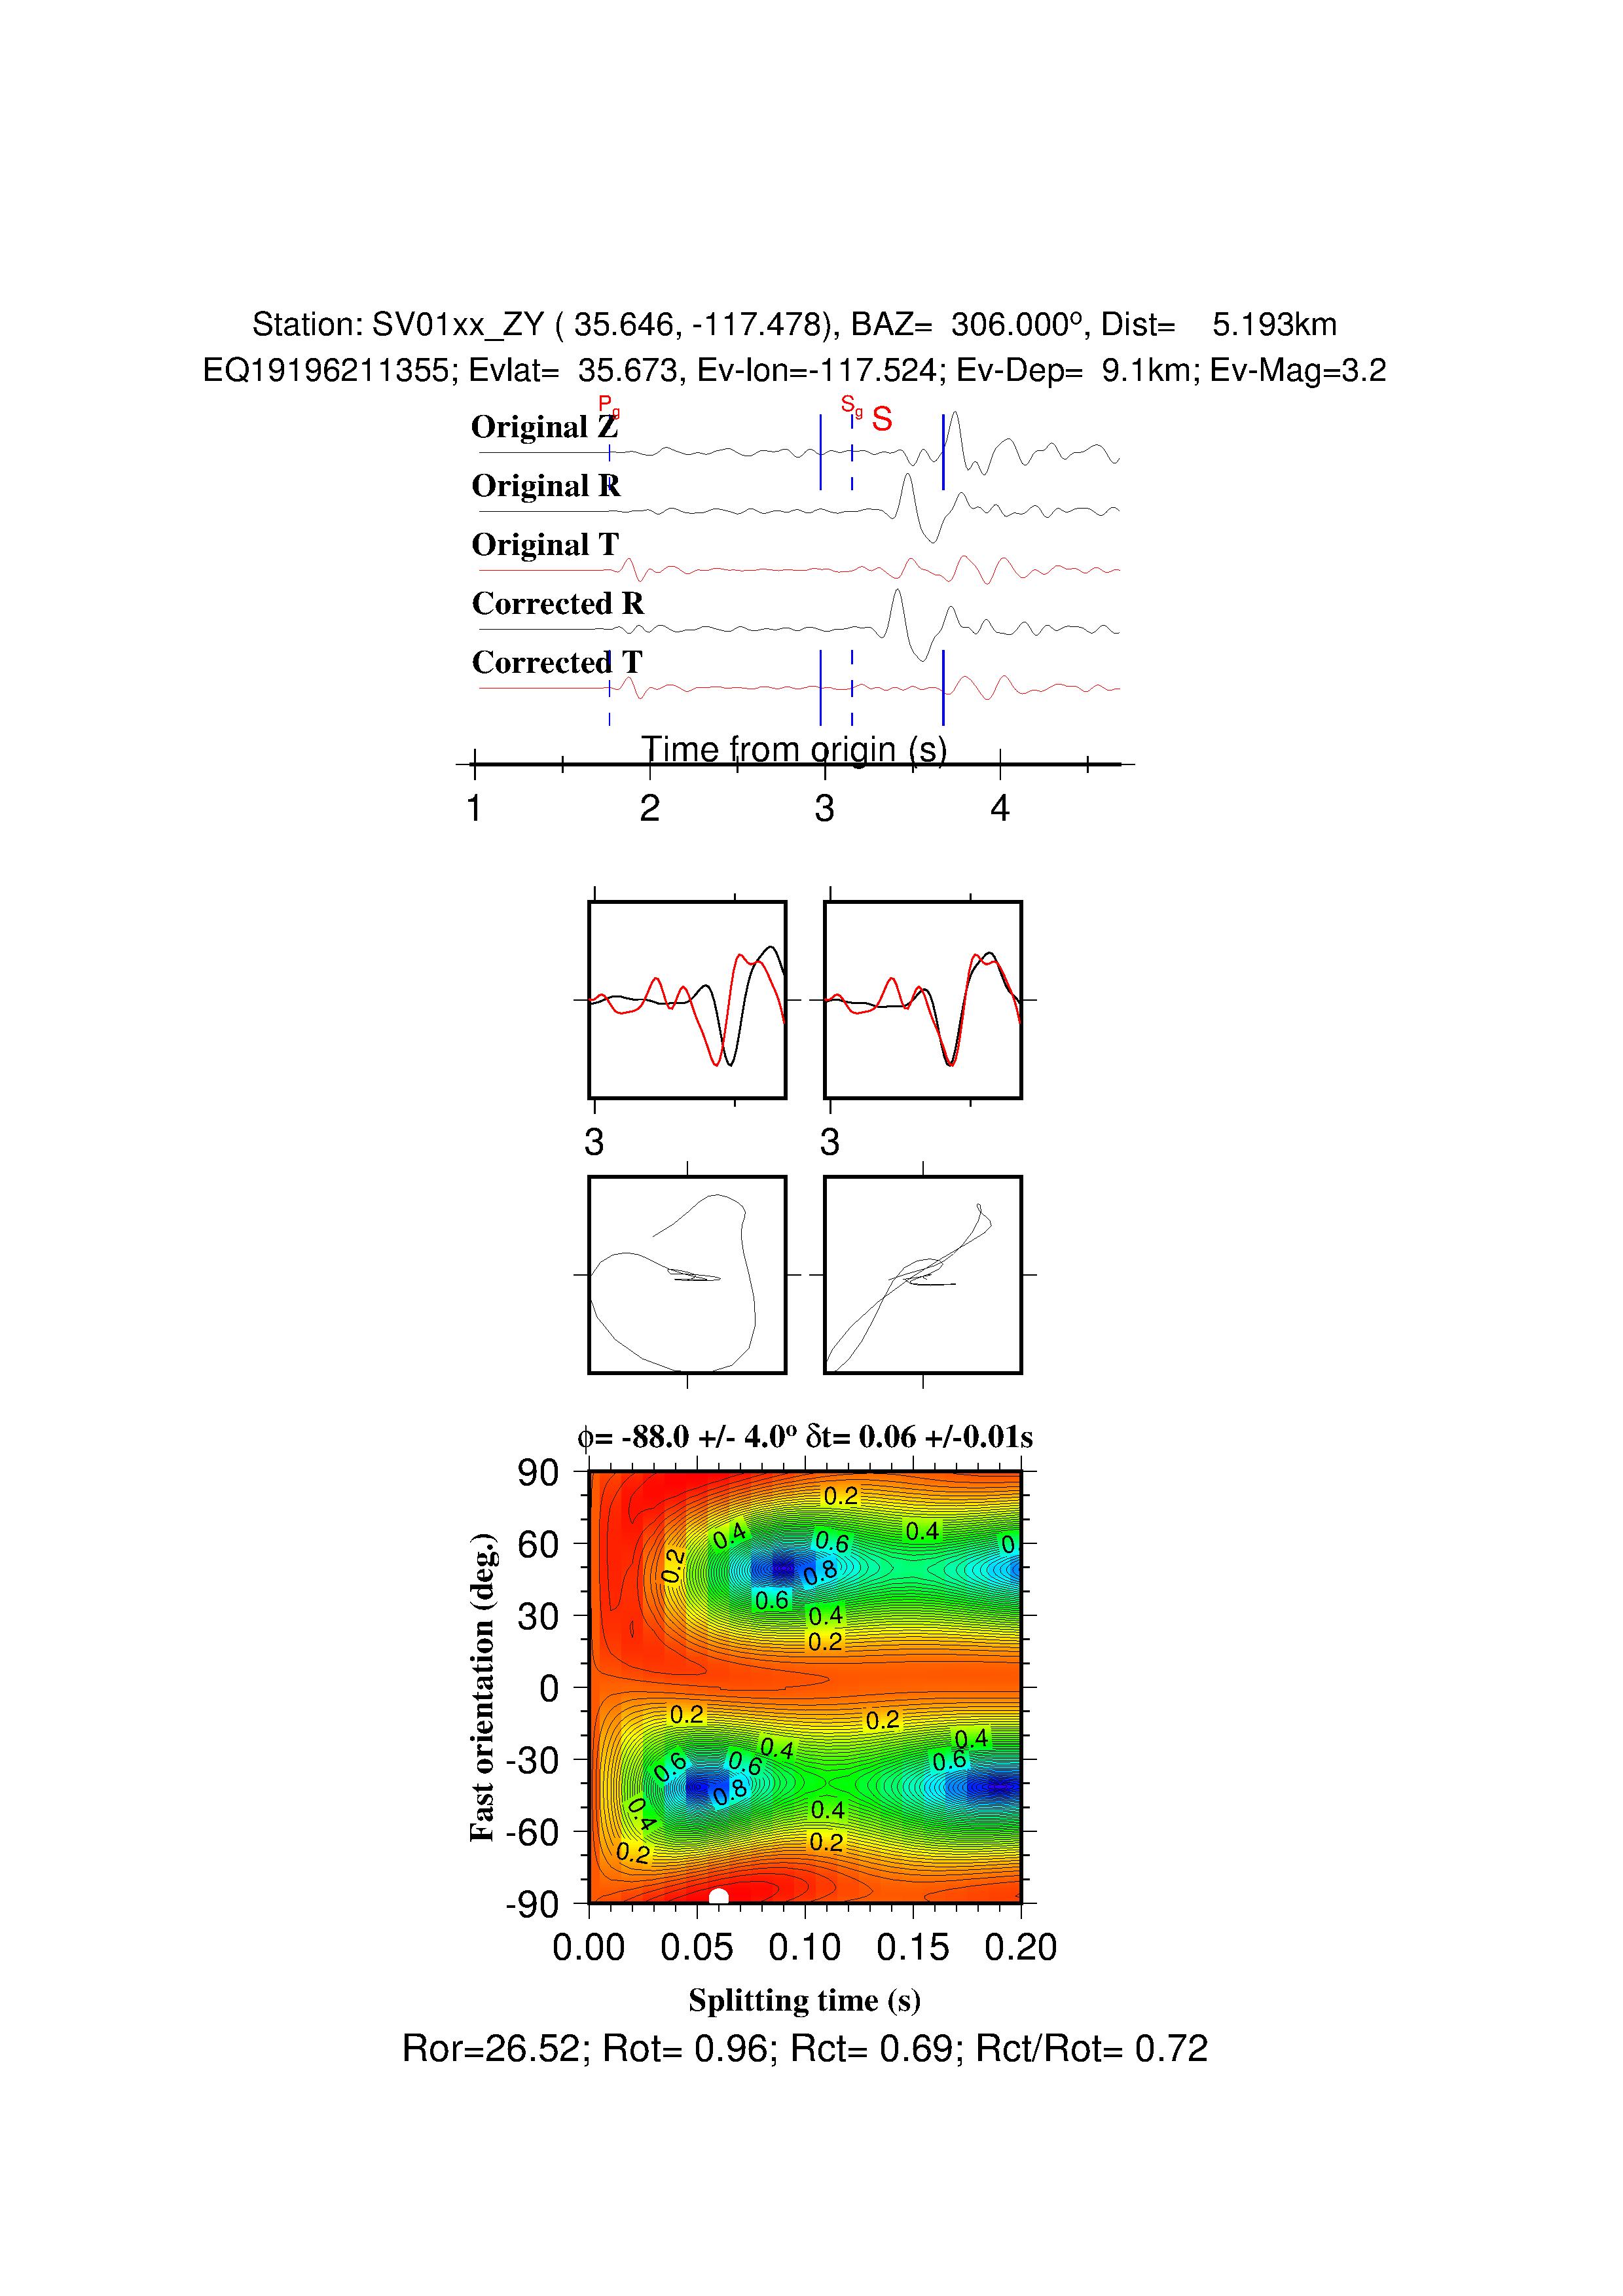 Station: SV01xx_ZY ( 35.646, -117.478), BAZ= 306.000º, Dist= 5.193km
EQ19196211355; Evlat= 35.673, Ev-lon=-117.524; Ev-Dep= 9.1km; Ev-Mag=3.2
Pg Sg S
Original Z
Original R
Original T
Corrected R
Corrected T
Time from origin (s)
1 2 3 4
3 3
ϕ= -88.0 +/- 4.0º δt= 0.06 +/-0.01s
90
60
30
0
-30
-60
-90
Fast orientation (deg.)
0.2
0.4 0.6 0.4 0.
0.2 0.8
0.6 0.4
0.2
0.2 0.2
0.6 0.6 0.4 0.6 0.4
0.4 0.8 0.4
0.2 0.2
0.00 0.05 0.10 0.15 0.20
Splitting time (s)
Ror=26.52; Rot= 0.96; Rct= 0.69; Rct/Rot= 0.72